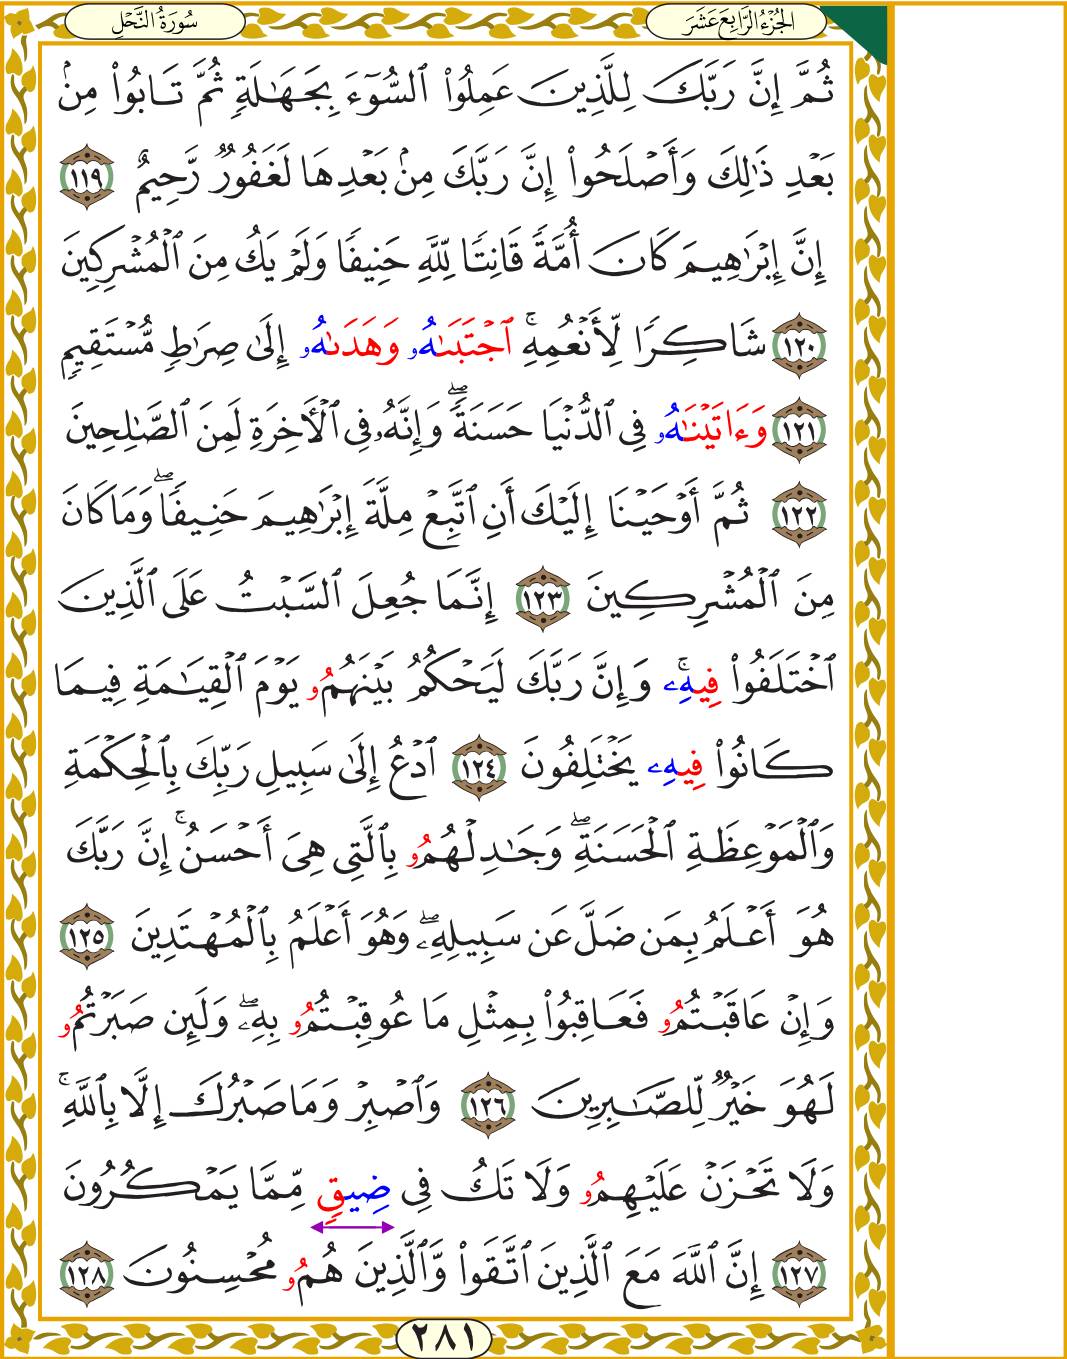 الجُزْءُ الرَّابِعَ عَشَرَ
سُورَةُ النَّحْلِ
ثُمَّ إِنَّ رَبَّكَ لِلَّذِينَ عَمِلُوا۟ ٱلسُّوٓءَ بِجَهَـٰلَةٍۢ ثُمَّ تَابُوا۟ مِنۢ
بَعْدِ ذَٰلِكَ وَأَصْلَحُوٓا۟ إِنَّ رَبَّكَ مِنۢ بَعْدِهَا لَغَفُورٌۭ رَّحِيمٌ ١١٩
إِنَّ إِبْرَٰهِيمَ كَانَ أُمَّةًۭ قَانِتًۭا لِّلَّهِ حَنِيفًۭا وَلَمْ يَكُ مِنَ ٱلْمُشْرِكِينَ
١٢٠ شَاكِرًۭا لِّأَنْعُمِهِۚ ٱجْتَبَىٰهُۥ وَهَدَىٰهُۥ إِلَىٰ صِرَٰطٍۢ مُّسْتَقِيمٍۢ
١٢١ وَءَاتَيْنَـٰهُۥ فِى ٱلدُّنْيَا حَسَنَةًۭۖ وَإِنَّهُۥ فِى ٱلْـَٔاخِرَةِ لَمِنَ ٱلصَّـٰلِحِينَ
١٢٢ ثُمَّ أَوْحَيْنَا إِلَيْكَ أَنِ ٱتَّبِعْ مِلَّةَ إِبْرَٰهِيمَ حَنِيفًۭاۖ وَمَا كَانَ
مِنَ ٱلْمُشْرِكِينَ ١٢٣ إِنَّمَا جُعِلَ ٱلسَّبْتُ عَلَى ٱلَّذِينَ
ٱخْتَلَفُوا۟ فِيهِۦۚ وَإِنَّ رَبَّكَ لَيَحْكُمُ بَيْنَهُمُۥ يَوْمَ ٱلْقِيَـٰمَةِ فِيمَا
كَانُوا۟ فِيهِۦ يَخْتَلِفُونَ ١٢٤ ٱدْعُ إِلَىٰ سَبِيلِ رَبِّكَ بِٱلْحِكْمَةِ
وَٱلْمَوْعِظَةِ ٱلْحَسَنَةِۖ وَجَـٰدِلْهُمُۥ بِٱلَّتِى هِىَ أَحْسَنُۚ إِنَّ رَبَّكَ
هُوَ أَعْلَمُ بِمَن ضَلَّ عَن سَبِيلِهِۦۖ وَهُوَ أَعْلَمُ بِٱلْمُهْتَدِينَ ١٢٥
وَإِنْ عَاقَبْتُمُۥ فَعَاقِبُوا۟ بِمِثْلِ مَا عُوقِبْتُمُۥ بِهِۦۖ وَلَئِن صَبَرْتُمُۥ
لَهُوَ خَيْرٌۭ لِّلصَّـٰبِرِينَ ١٢٦ وَٱصْبِرْ وَمَا صَبْرُكَ إِلَّا بِٱللَّهِۚ
وَلَا تَحْزَنْ عَلَيْهِمُۥ وَلَا تَكُ فِى ضِيقٍۢ مِّمَّا يَمْكُرُونَ
١٢٧ إِنَّ ٱللَّهَ مَعَ ٱلَّذِينَ ٱتَّقَوا۟ وَّٱلَّذِينَ هُمُۥ مُحْسِنُونَ ١٢٨
٢٨١